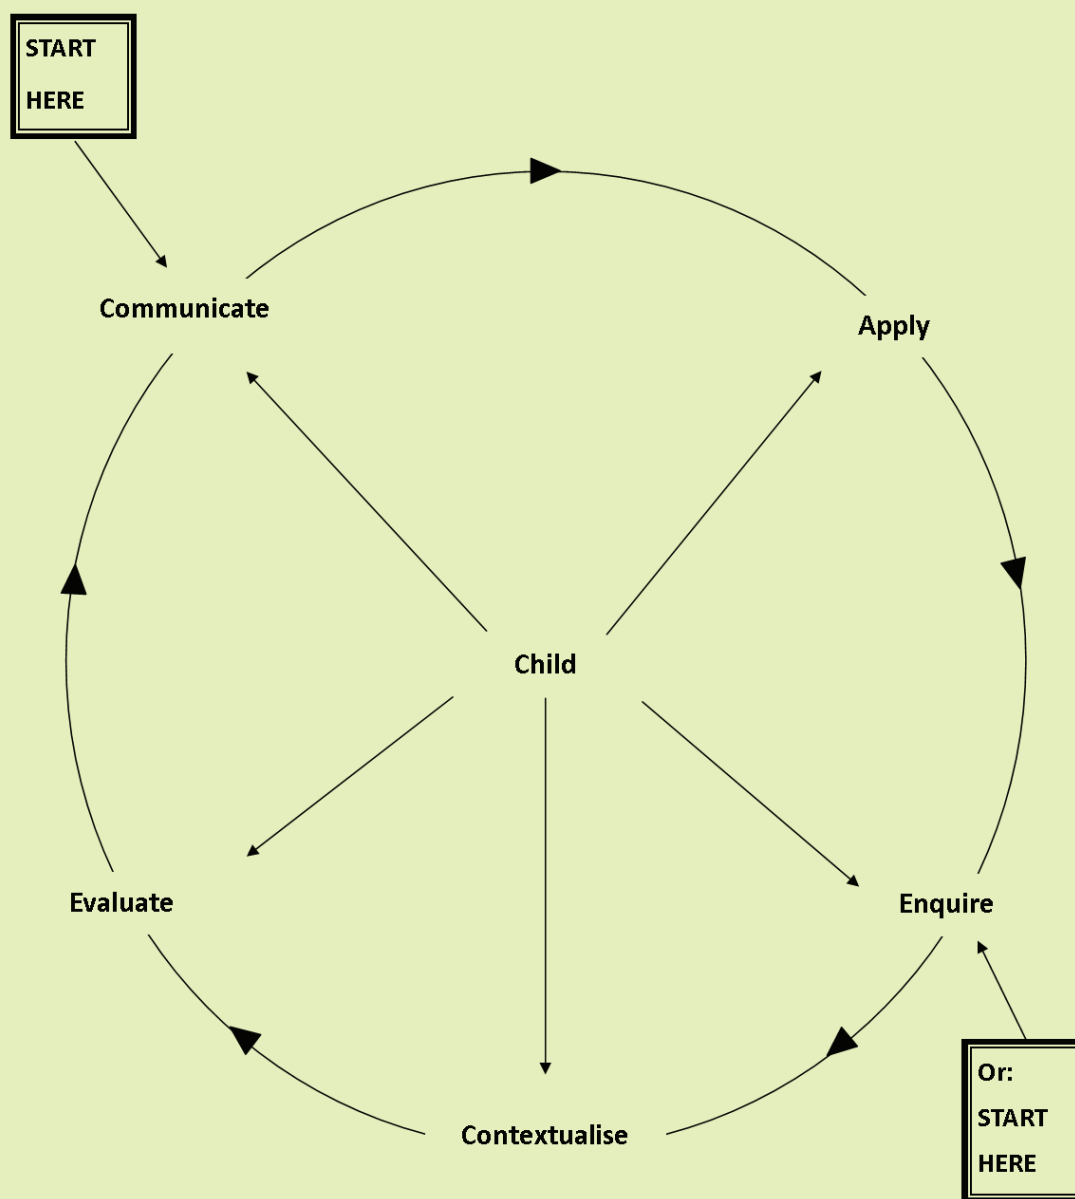 START
HERE
Communicate
Apply
Child
Evaluate
Enquire
Contextualise
Or:
START
HERE